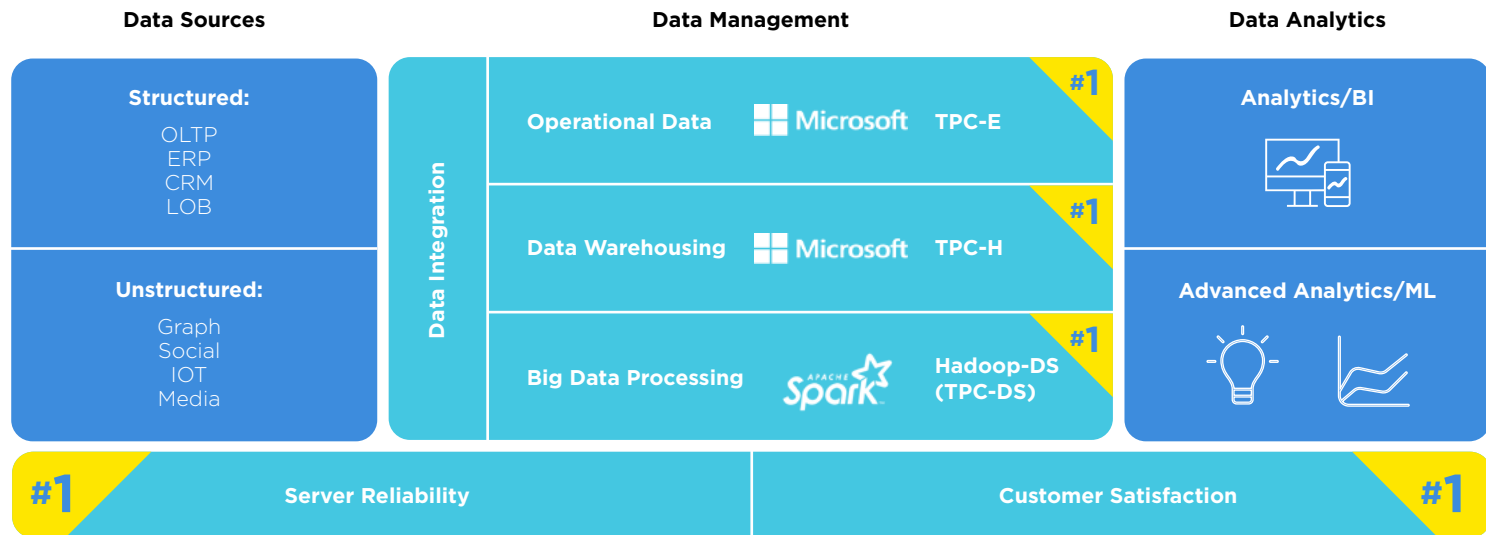 Data Sources
Data Management
Data Analytics
Structured:
OLTP
ERP
CRM
LOB
Unstructured:
Graph
Social
IOT
Media
Data Integration
Operational Data
Microsoft
TPC-E
#1
Data Warehousing
Microsoft
TPC-H
#1
Big Data Processing
APACHE
Spark
Hadoop-DS
(TPC-DS)
#1
Analytics/BI
Advanced Analytics/ML
#1
Server Reliability
Customer Satisfaction
#1